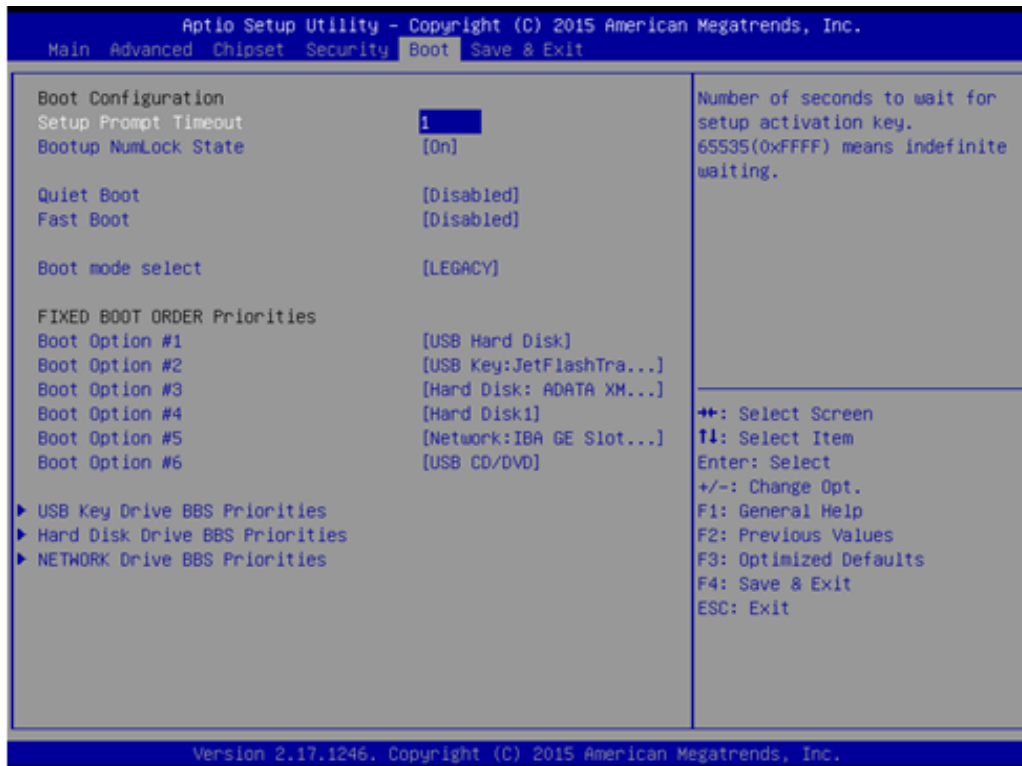 Aptio Setup Utility – Copyright (C) 2015 American Megatrends, Inc.
Main Advanced Chipset Security Boot Save & Exit
Boot Configuration
Setup Prompt Timeout 1
Bootup NumLock State [On]
Quiet Boot [Disabled]
Fast Boot [Disabled]
Boot mode select [LEGACY]
FIXED BOOT ORDER Priorities
Boot Option #1 [USB Hard Disk]
Boot Option #2 [USB Key:JetFlashTra...]
Boot Option #3 [Hard Disk: ADATA XM...]
Boot Option #4 [Hard Disk1]
Boot Option #5 [Network:IBA GE Slot...]
Boot Option #6 [USB CD/DVD]
USB Key Drive BBS Priorities
Hard Disk Drive BBS Priorities
NETWORK Drive BBS Priorities
Number of seconds to wait for
setup activation key.
65535(0xFFFF) means indefinite
waiting.
→←: Select Screen
↑↓: Select Item
Enter: Select
+/-: Change Opt.
F1: General Help
F2: Previous Values
F3: Optimized Defaults
F4: Save & Exit
ESC: Exit
Version 2.17.1246. Copyright (C) 2015 American Megatrends, Inc.